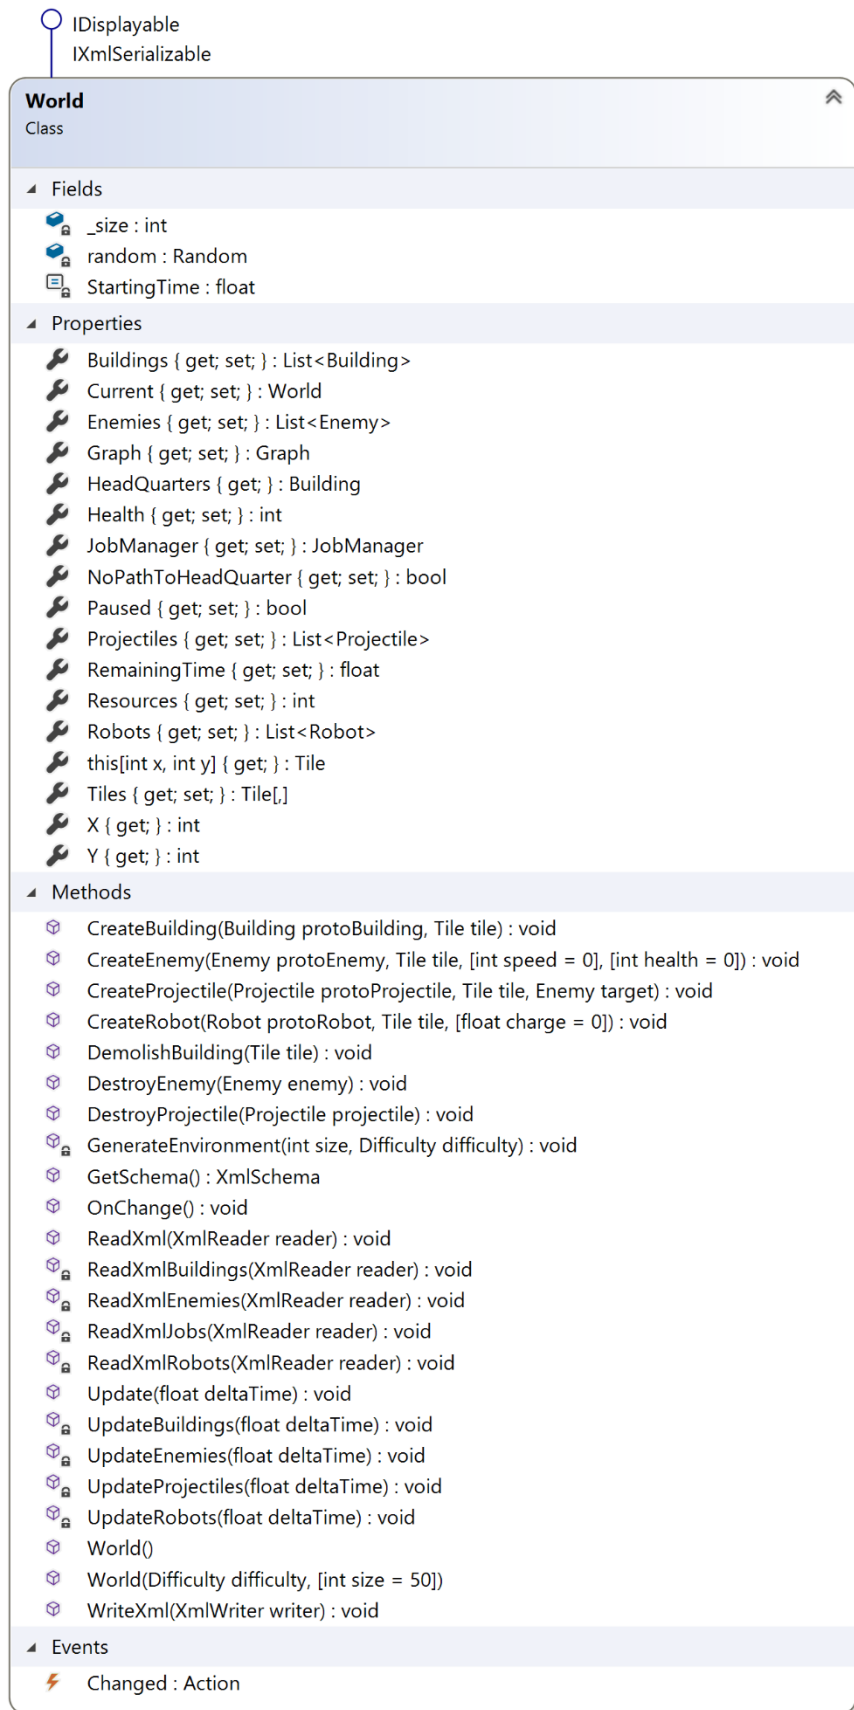 IDisplayable
IXmlSerializable
World
Class
Fields
_size : int
random : Random
StartingTime : float
Properties
Buildings { get; set; } : List<Building>
Current { get; set; } : World
Enemies { get; set; } : List<Enemy>
Graph { get; set; } : Graph
HeadQuarters { get; } : Building
Health { get; set; } : int
JobManager { get; set; } : JobManager
NoPathToHeadQuarter { get; set; } : bool
Paused { get; set; } : bool
Projectiles { get; set; } : List<Projectile>
RemainingTime { get; set; } : float
Resources { get; set; } : int
Robots { get; set; } : List<Robot>
this[int x, int y] { get; } : Tile
Tiles { get; set; } : Tile[,]
X { get; } : int
Y { get; } : int
Methods
CreateBuilding(Building protoBuilding, Tile tile) : void
CreateEnemy(Enemy protoEnemy, Tile tile, [int speed = 0], [int health = 0]) : void
CreateProjectile(Projectile protoProjectile, Tile tile, Enemy target) : void
CreateRobot(Robot protoRobot, Tile tile, [float charge = 0]) : void
DemolishBuilding(Tile tile) : void
DestroyEnemy(Enemy enemy) : void
DestroyProjectile(Projectile projectile) : void
GenerateEnvironment(int size, Difficulty difficulty) : void
GetSchema() : XmlSchema
OnChange() : void
ReadXml(XmlReader reader) : void
ReadXmlBuildings(XmlReader reader) : void
ReadXmlEnemies(XmlReader reader) : void
ReadXmlJobs(XmlReader reader) : void
ReadXmlRobots(XmlReader reader) : void
Update(float deltaTime) : void
UpdateBuildings(float deltaTime) : void
UpdateEnemies(float deltaTime) : void
UpdateProjectiles(float deltaTime) : void
UpdateRobots(float deltaTime) : void
World()
World(Difficulty difficulty, [int size = 50])
WriteXml(XmlWriter writer) : void
Events
Changed : Action